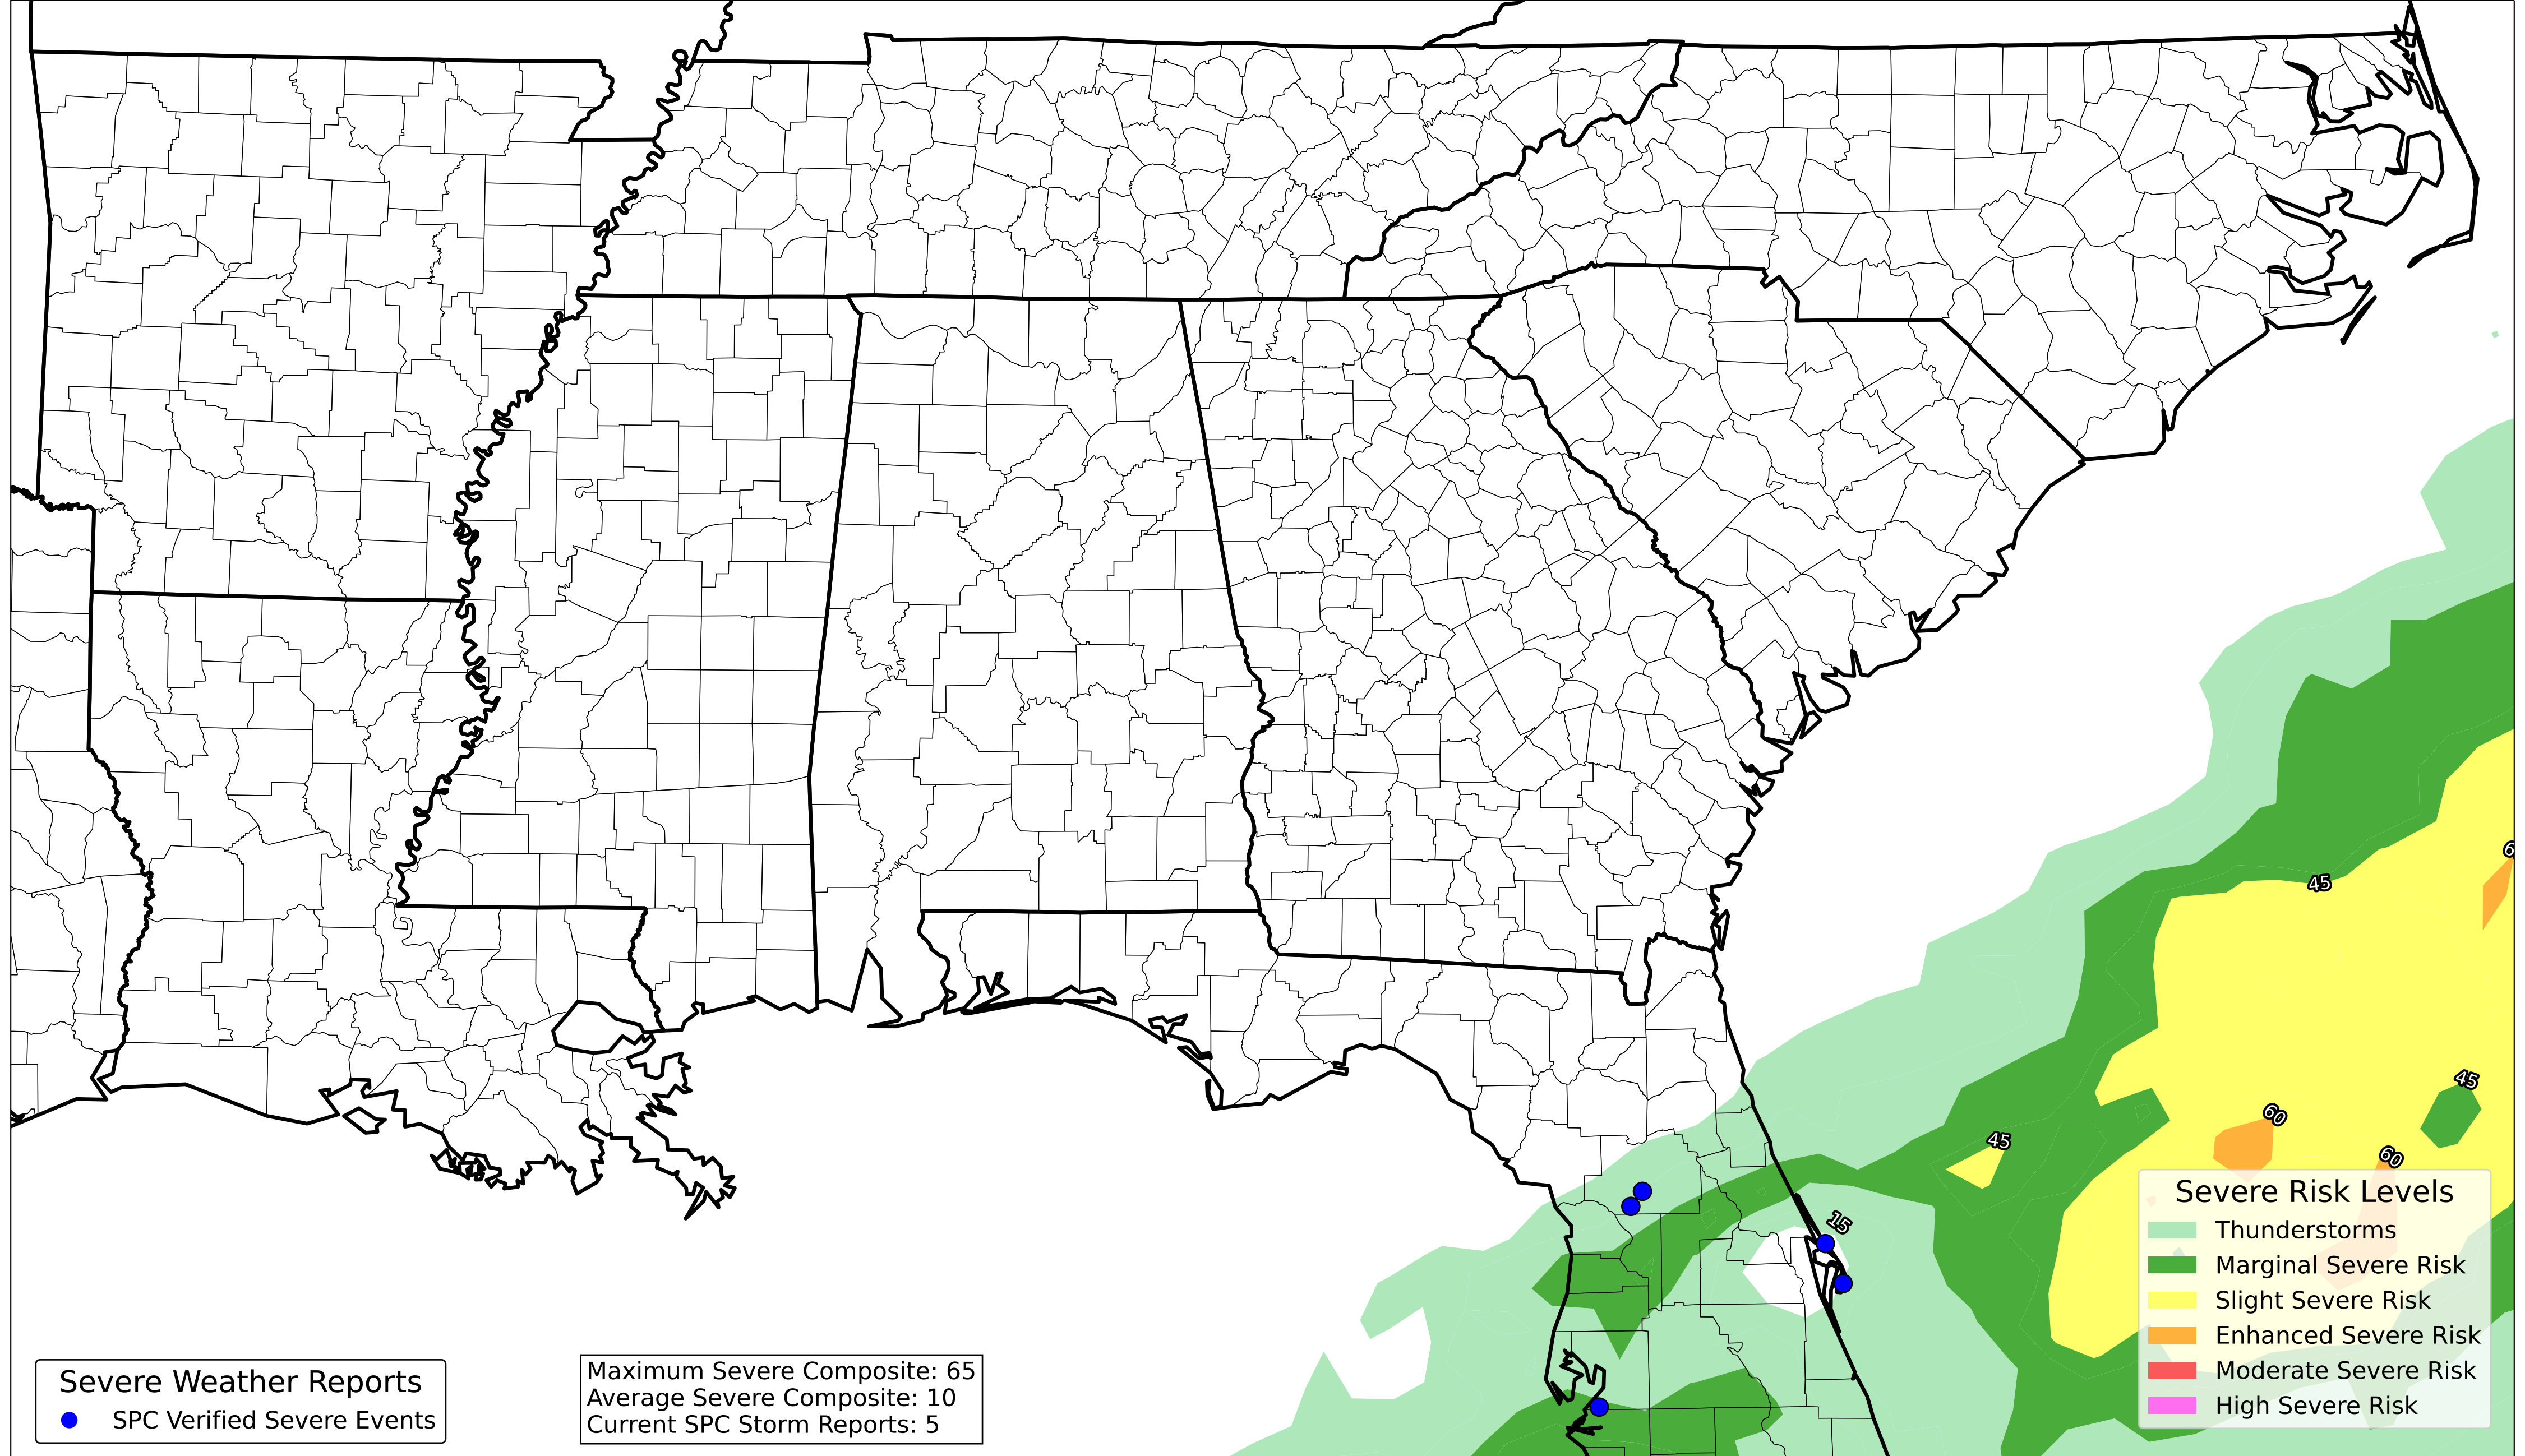 6
45
45
60
45
60
15
Severe Risk Levels
Thunderstorms
Marginal Severe Risk
Slight Severe Risk
Enhanced Severe Risk
Moderate Severe Risk
High Severe Risk
Severe Weather Reports
SPC Verified Severe Events
Maximum Severe Composite: 65
Average Severe Composite: 10
Current SPC Storm Reports: 5